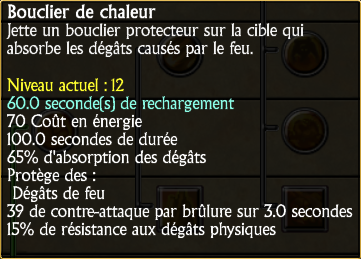 Bouclier de chaleur
Jette un bouclier protecteur sur la cible qui
absorbe les dégâts causés par le feu.
Niveau actuel : 12
60.0 seconde(s) de rechargement
70 Coût en énergie
100.0 secondes de durée
65% d'absorption des dégâts
Protège des :
Dégâts de feu
39 de contre-attaque par brûlure sur 3.0 secondes
15% de résistance aux dégâts physiques